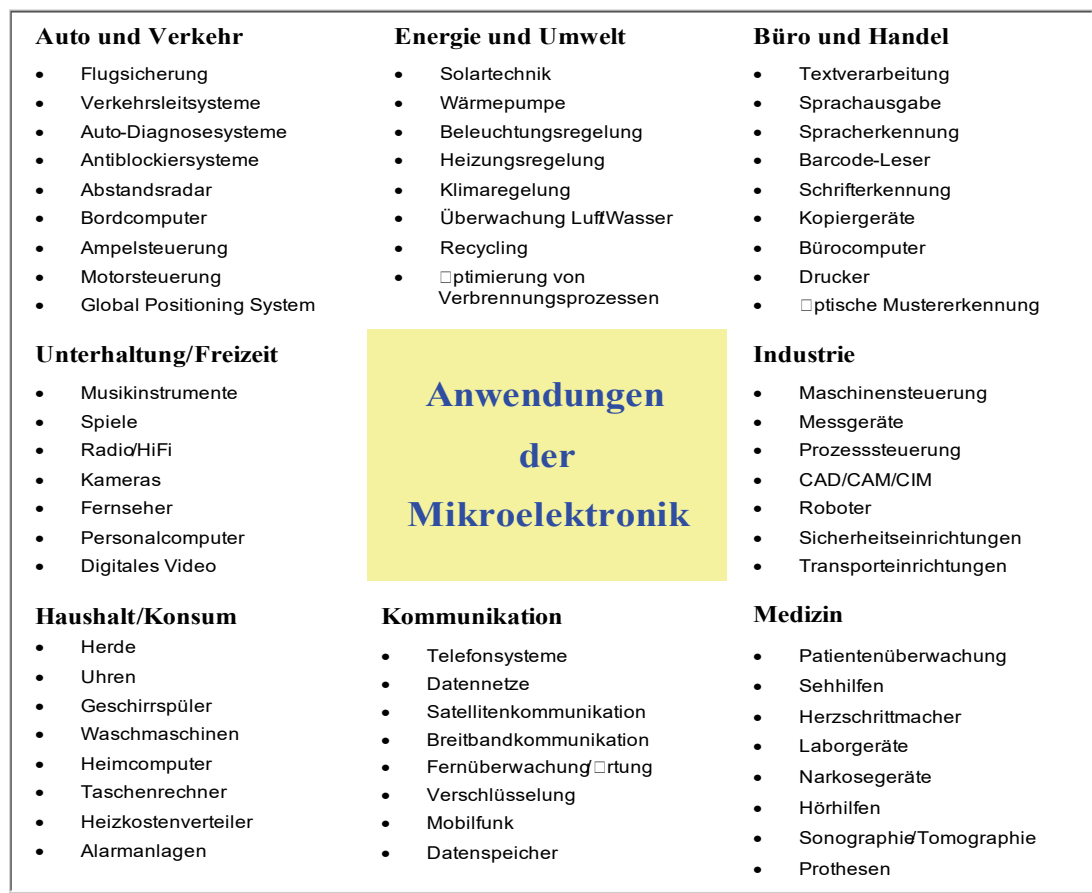 Auto und Verkehr
• Flugsicherung
• Verkehrsleitsysteme
• Auto-Diagnosesysteme
• Antiblockiersysteme
• Abstandsradar
• Bordcomputer
• Ampelsteuerung
• Motorsteuerung
• Global Positioning System
Energie und Umwelt
• Solartechnik
• Wärmepumpe
• Beleuchtungsregelung
• Heizungsregelung
• Klimaregelung
• Überwachung Luft/Wasser
• Recycling
• □ptimierung von
Verbrennungsprozessen
Büro und Handel
• Textverarbeitung
• Sprachausgabe
• Spracherkennung
• Barcode-Leser
• Schrifterkennung
• Kopiergeräte
• Bürocomputer
• Drucker
• □ptische Mustererkennung
Unterhaltung/Freizeit
• Musikinstrumente
• Spiele
• Radio/HiFi
• Kameras
• Fernseher
• Personalcomputer
• Digitales Video
Anwendungen
der
Mikroelektronik
Industrie
• Maschinensteuerung
• Messgeräte
• Prozesssteuerung
• CAD/CAM/CIM
• Roboter
• Sicherheitseinrichtungen
• Transporteinrichtungen
Haushalt/Konsum
• Herde
• Uhren
• Geschirrspüler
• Waschmaschinen
• Heimcomputer
• Taschenrechner
• Heizkostenverteiler
• Alarmanlagen
Kommunikation
• Telefonsysteme
• Datennetze
• Satellitenkommunikation
• Breitbandkommunikation
• Fernüberwachung/□rtung
• Verschlüsselung
• Mobilfunk
• Datenspeicher
Medizin
• Patientenüberwachung
• Sehhilfen
• Herzschrittmacher
• Laborgeräte
• Narkosegeräte
• Hörhilfen
• Sonographie/Tomographie
• Prothesen